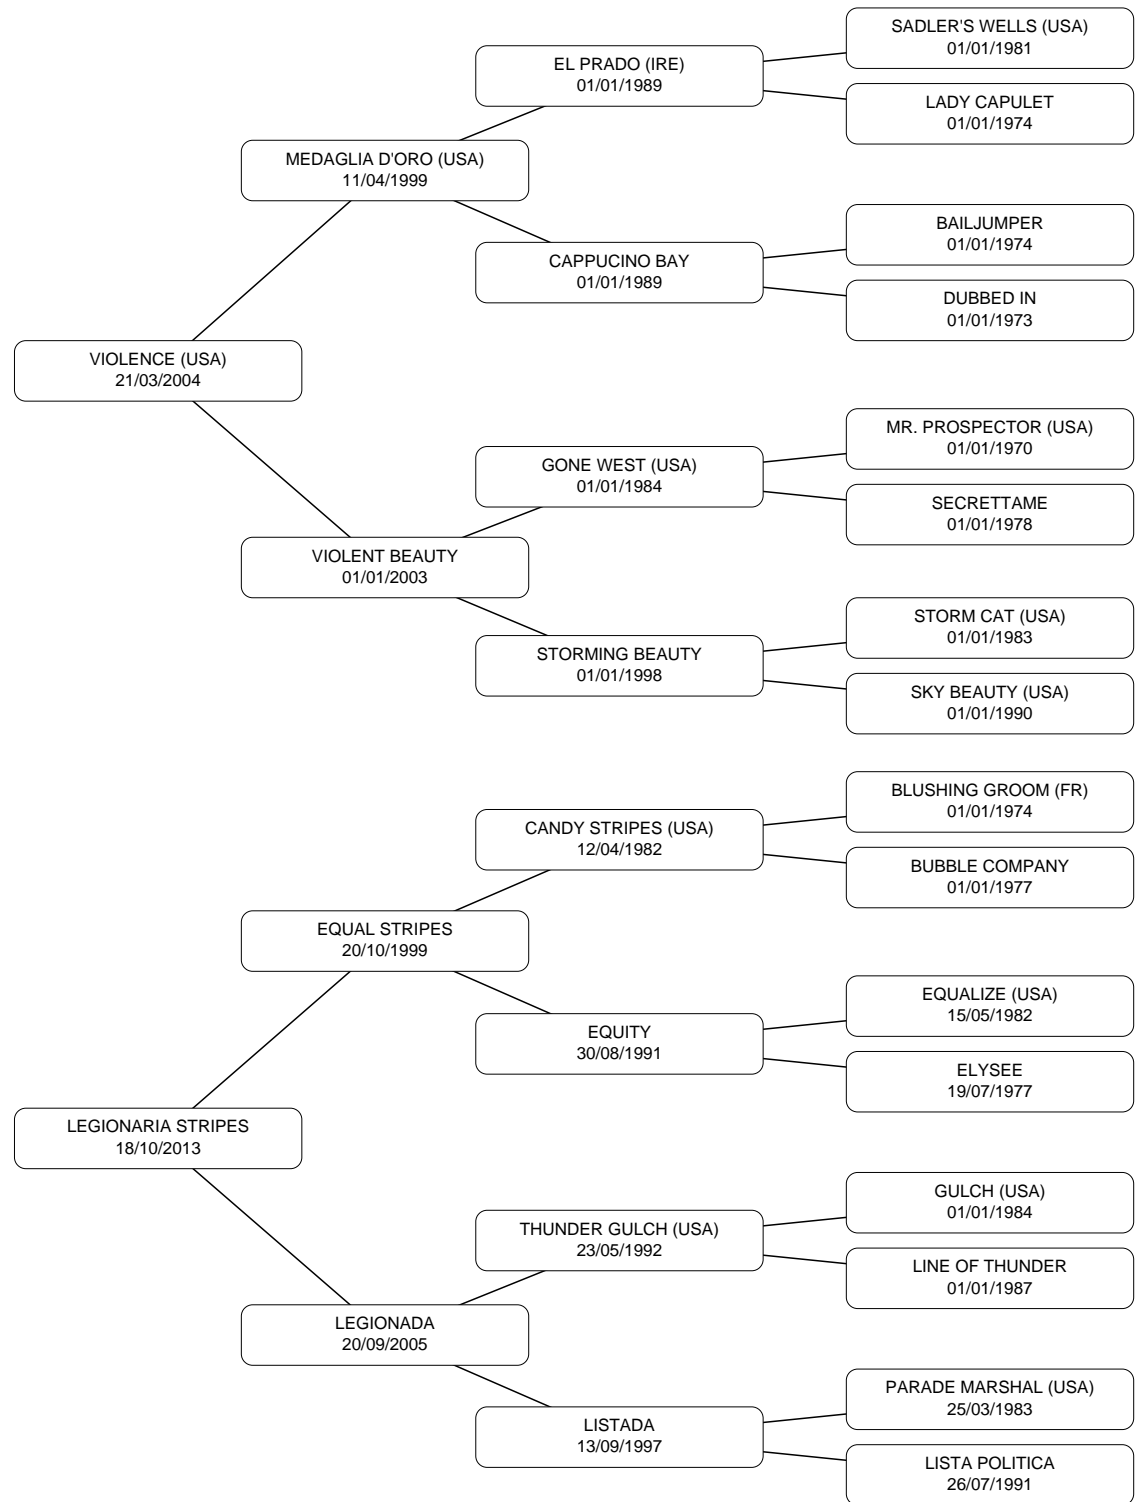 SADLER'S WELLS (USA)
01/01/1981
EL PRADO (IRE)
01/01/1989
LADY CAPULET
01/01/1974
MEDAGLIA D'ORO (USA)
11/04/1999
BAILJUMPER
01/01/1974
CAPPUCINO BAY
01/01/1989
DUBBED IN
01/01/1973
VIOLENCE (USA)
21/03/2004
MR. PROSPECTOR (USA)
01/01/1970
GONE WEST (USA)
01/01/1984
SECRETTAME
01/01/1978
VIOLENT BEAUTY
01/01/2003
STORM CAT (USA)
01/01/1983
STORMING BEAUTY
01/01/1998
SKY BEAUTY (USA)
01/01/1990
BLUSHING GROOM (FR)
01/01/1974
CANDY STRIPES (USA)
12/04/1982
BUBBLE COMPANY
01/01/1977
EQUAL STRIPES
20/10/1999
EQUALIZE (USA)
15/05/1982
EQUITY
30/08/1991
ELYSEE
19/07/1977
LEGIONARIA STRIPES
18/10/2013
GULCH (USA)
01/01/1984
THUNDER GULCH (USA)
23/05/1992
LINE OF THUNDER
01/01/1987
LEGIONADA
20/09/2005
PARADE MARSHAL (USA)
25/03/1983
LISTADA
13/09/1997
LISTA POLITICA
26/07/1991